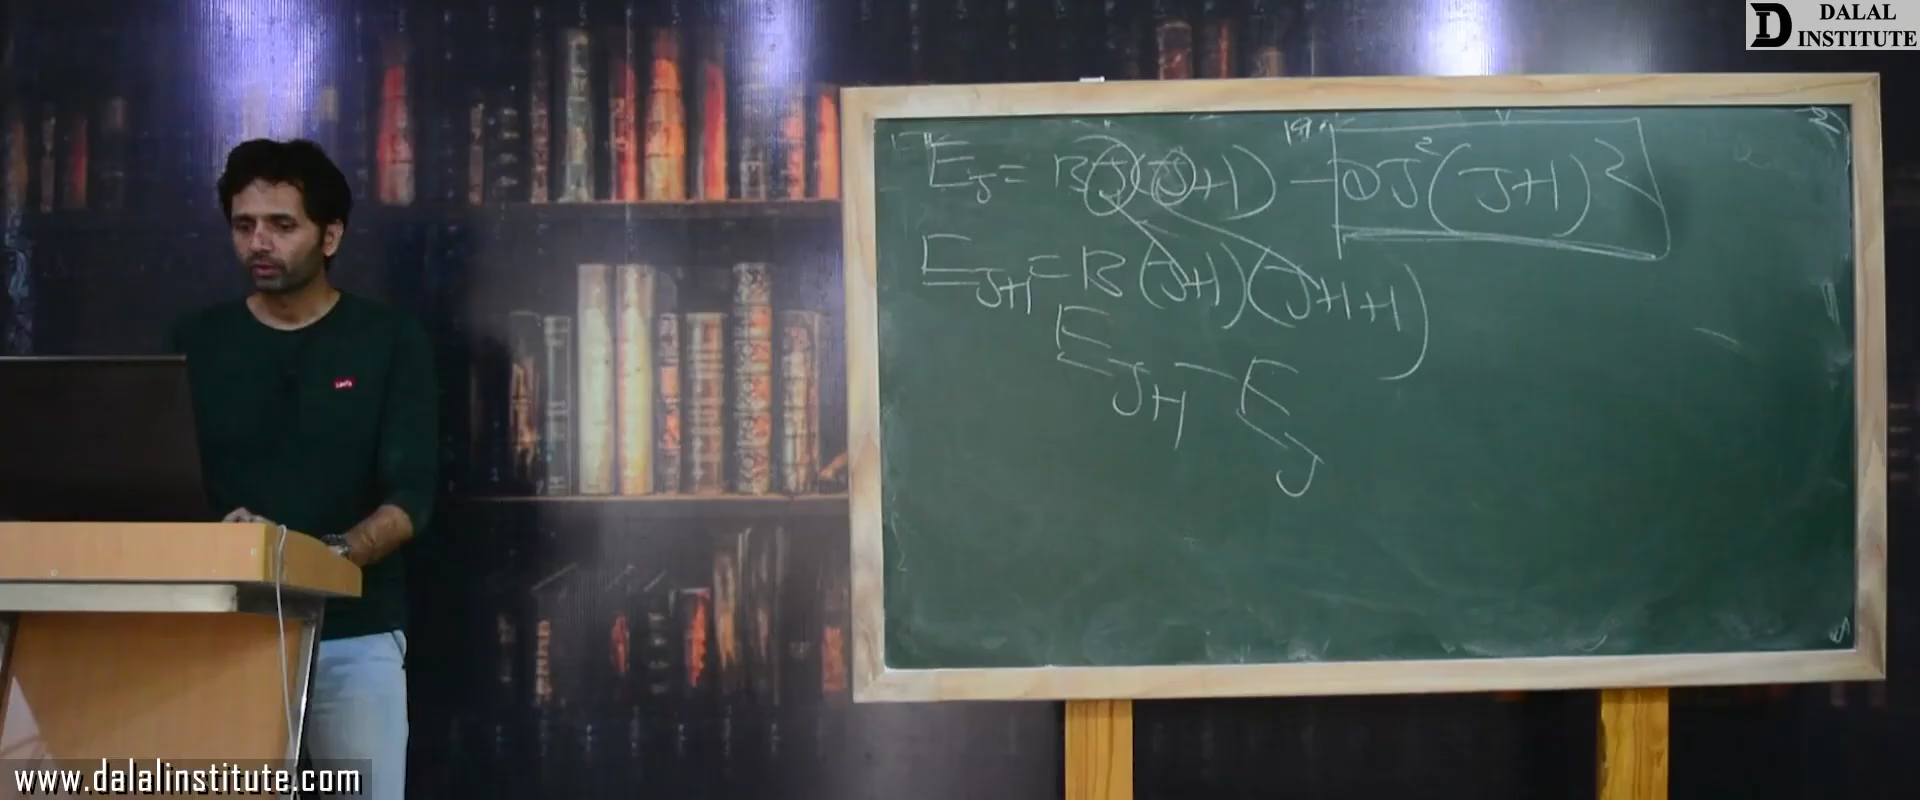 DALAL
INSTITUTE
E_J = BJ(J+1) - DJ²(J+1)²
E_J+1 = B(J+1)(J+1+1)
E_J+1 - E_J
Levi's
www.dalalinstitute.com